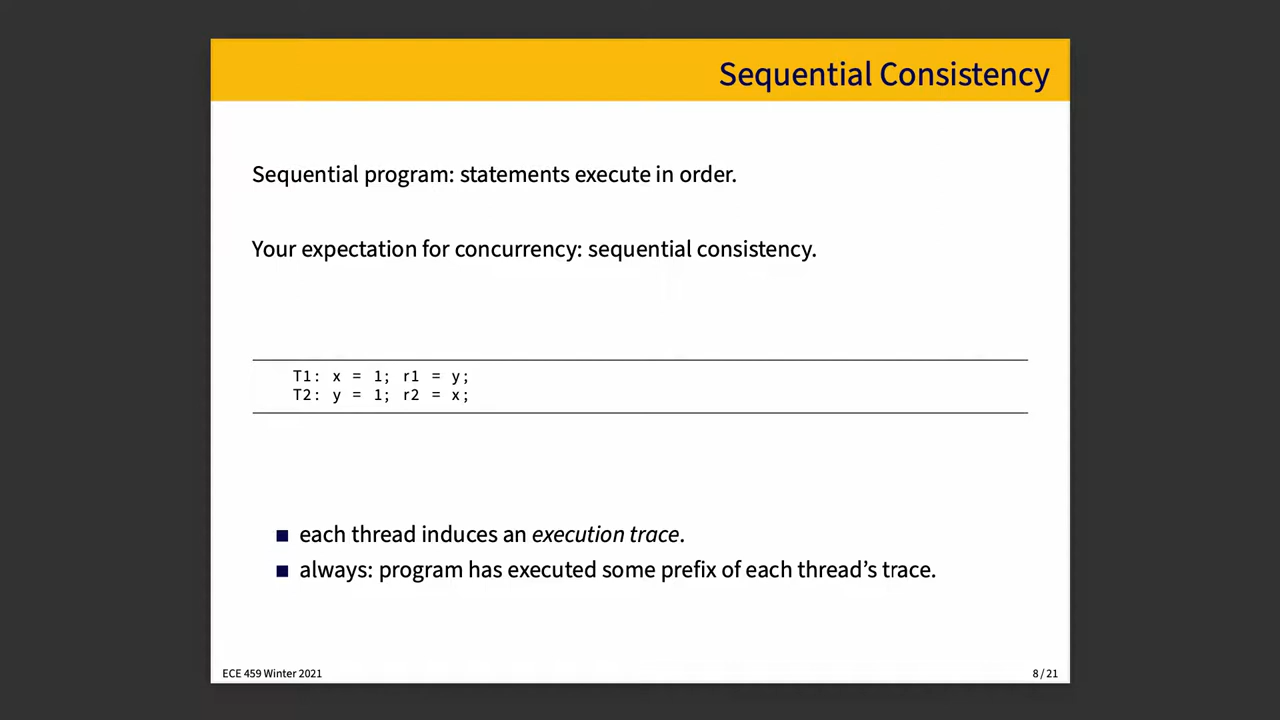 Sequential Consistency
Sequential program: statements execute in order.
Your expectation for concurrency: sequential consistency.
T1: x = 1; r1 = y;
T2: y = 1; r2 = x;
■ each thread induces an execution trace.
■ always: program has executed some prefix of each thread’s trace.
ECE 459 Winter 2021
8 / 21